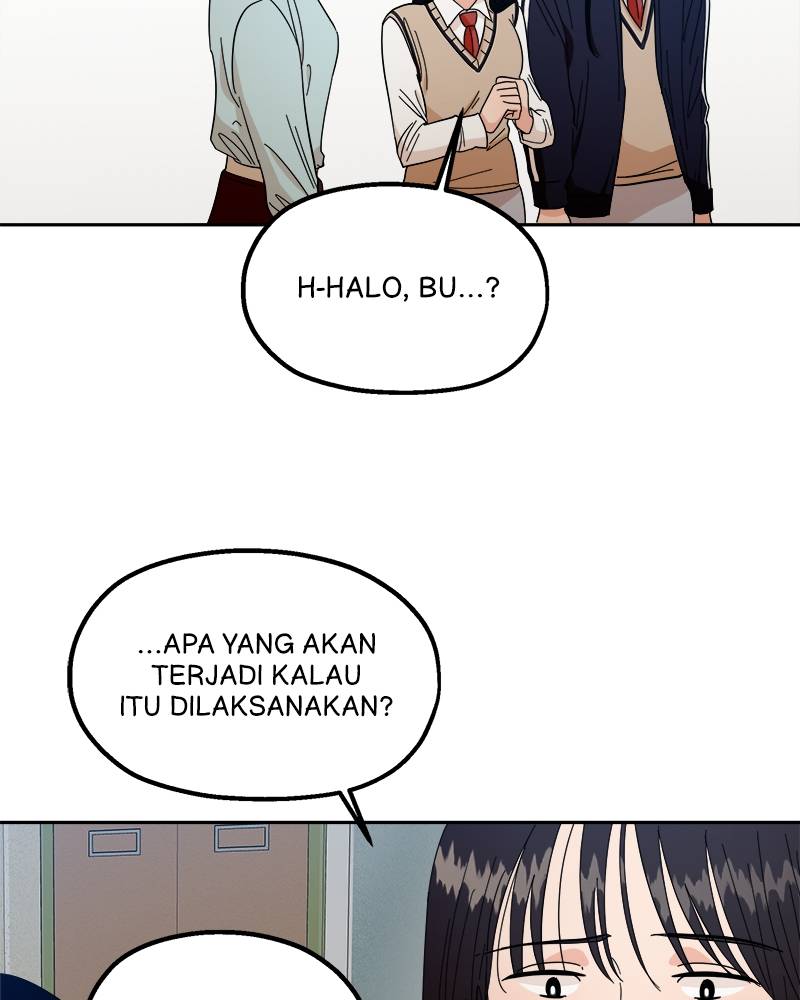 H-HALO, BU...?
...APA YANG AKAN
TERJADI KALAU
ITU DILAKSANAKAN?